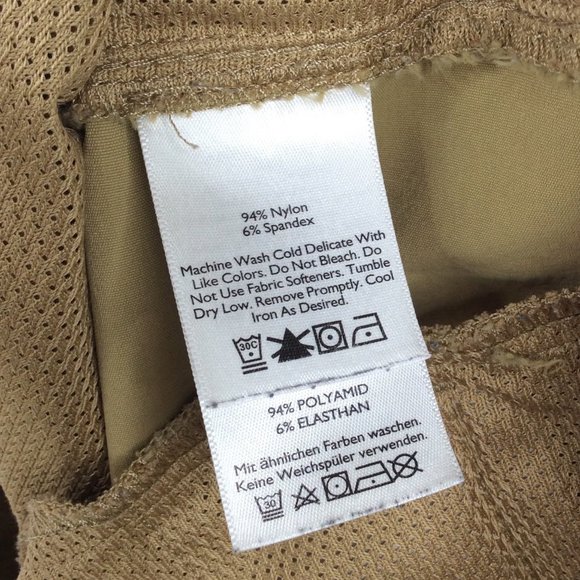 94% Nylon
6% Spandex
Machine Wash Cold Delicate With
Like Colors. Do Not Bleach. Do
Not Use Fabric Softeners. Tumble
Dry Low. Remove Promptly. Cool
Iron As Desired.
30C
94% POLYAMID
6% ELASTHAN
Mit ähnlichen Farben waschen.
Keine Weichspüler verwenden.
30